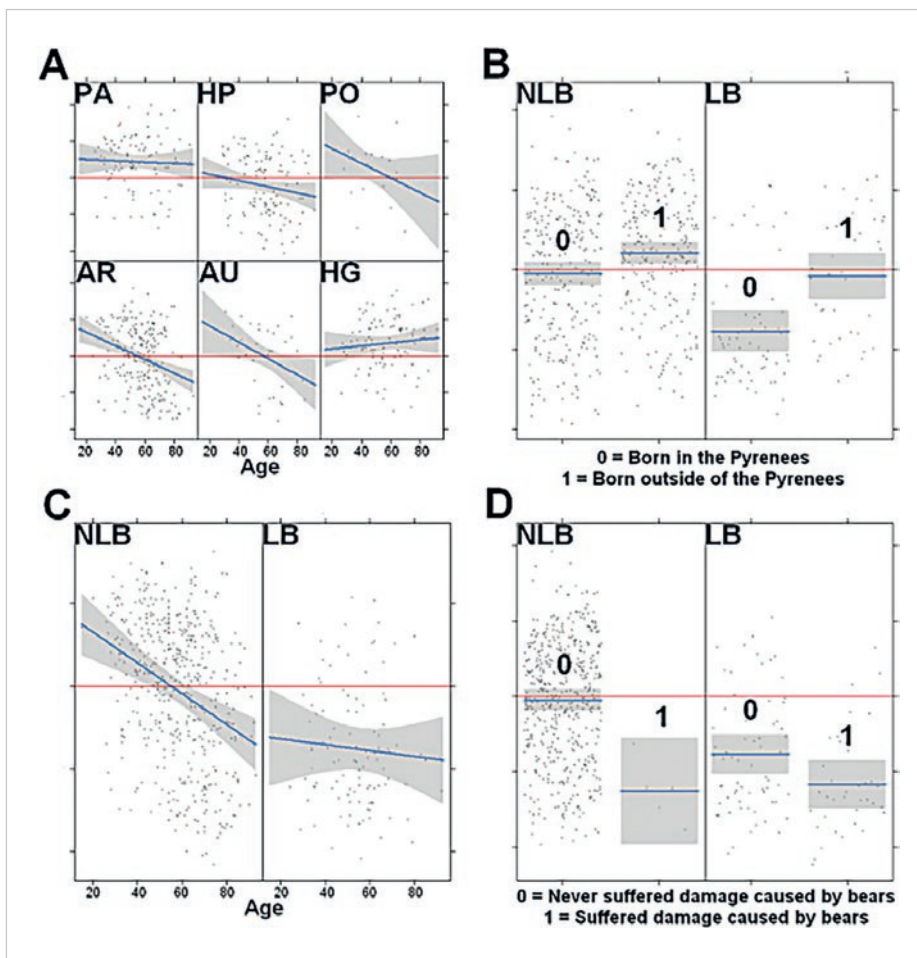 A
PA HP PO
AR AU HG
20 40 60 80 20 40 60 80 20 40 60 80
Age
B
NLB LB
0 1 0 1
0 = Born in the Pyrenees
1 = Born outside of the Pyrenees
C
NLB LB
20 40 60 80 20 40 60 80
Age
D
NLB LB
0 1 0 1
0 = Never suffered damage caused by bears
1 = Suffered damage caused by bears